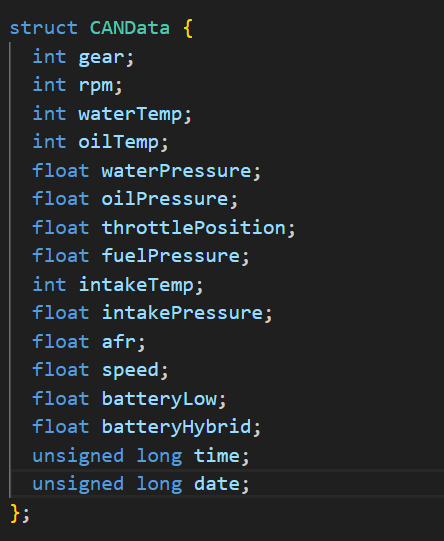 struct CANData {
int gear;
int rpm;
int waterTemp;
int oilTemp;
float waterPressure;
float oilPressure;
float throttlePosition;
float fuelPressure;
int intakeTemp;
float intakePressure;
float afr;
float speed;
float batteryLow;
float batteryHybrid;
unsigned long time;
unsigned long date;
};